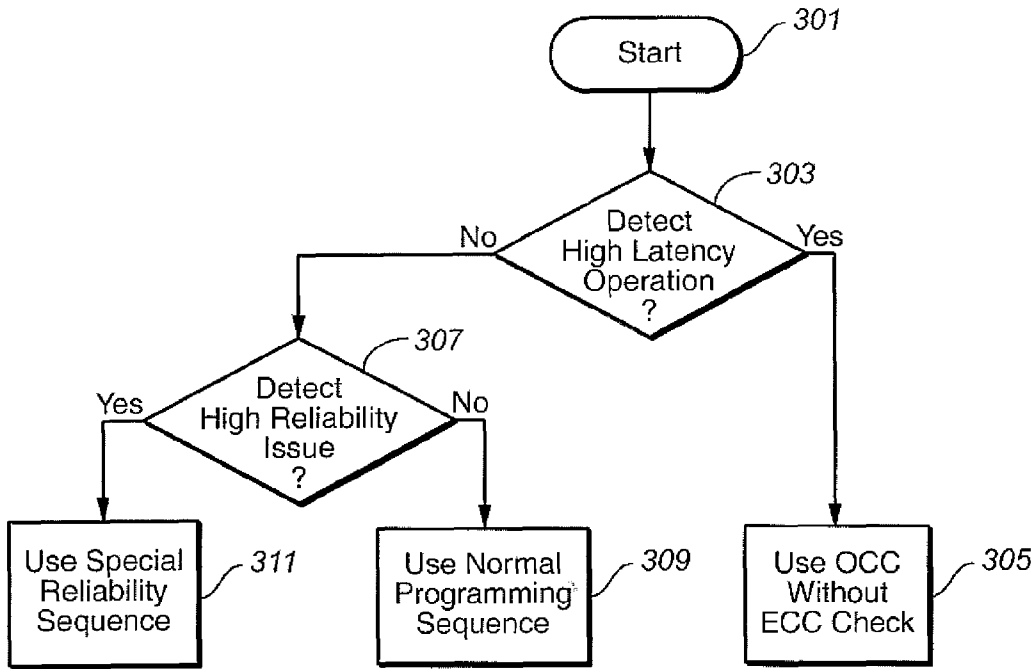 301
Start
303
Detect
High Latency
Operation
?
No
Yes
307
Detect
High Reliability
Issue
?
Yes
No
Use Special
Reliability
Sequence
311
Use Normal
Programming
Sequence
309
Use OCC
Without
ECC Check
305